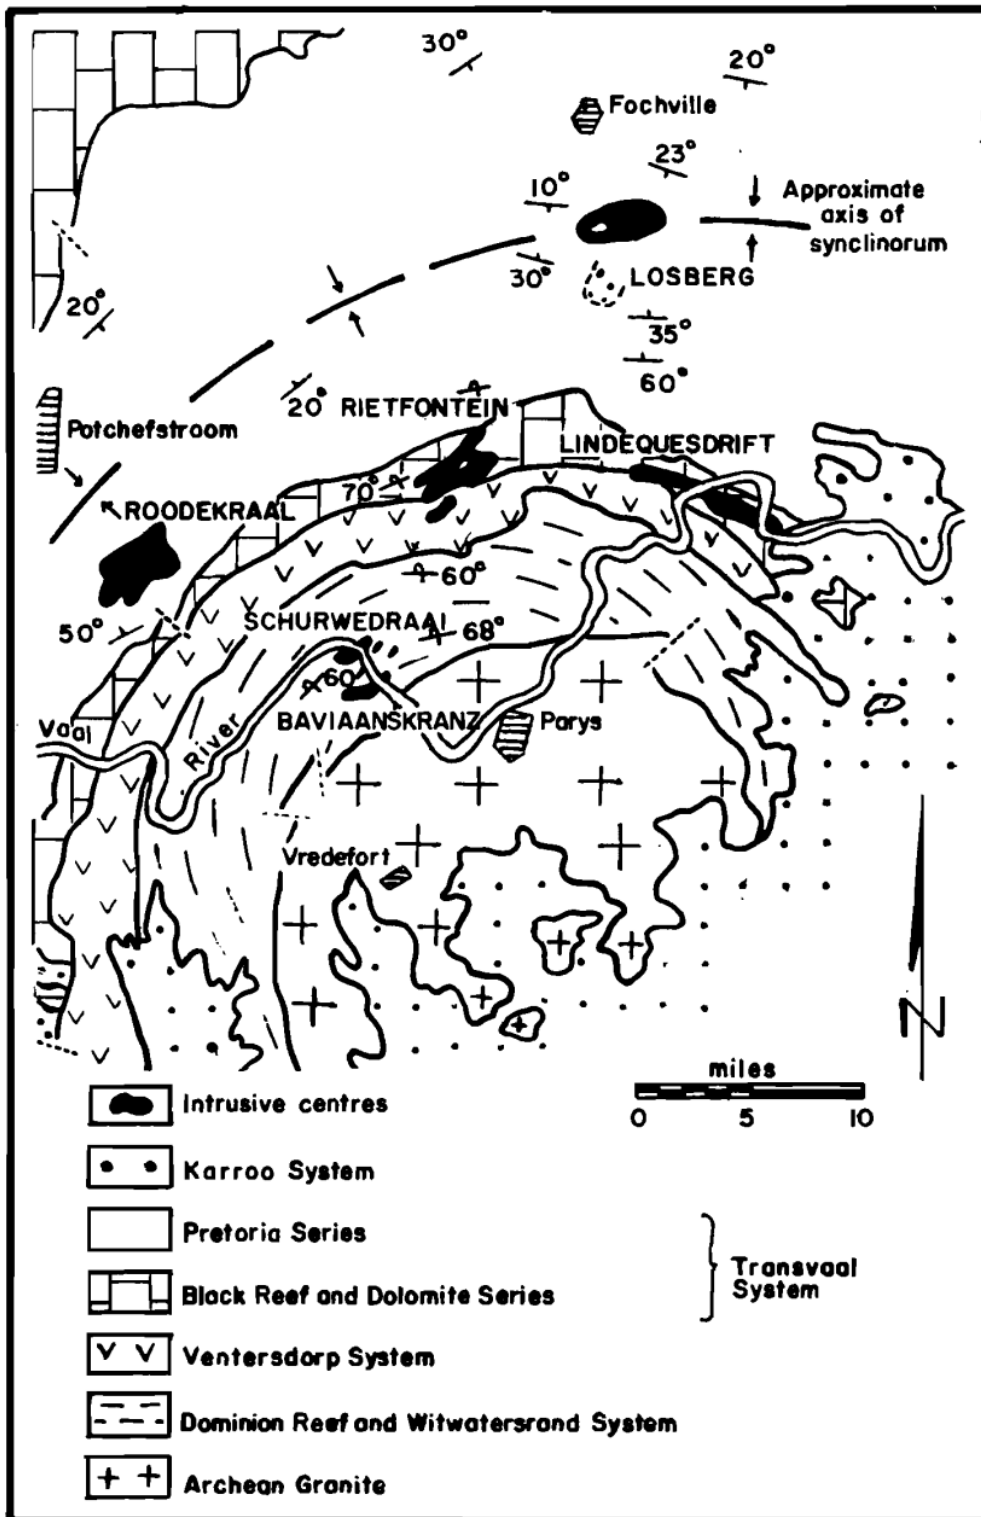 30°
20°
Fochville
23°
10°
Approximate
axis of
synclinorum
30°
LOSBERG
20°
35°
60°
20°
RIETFONTEIN
Potchefstroom
LINDEQUESDRIFT
70°
ROODEKRAAL
60°
50°
SCHURWEDRAAI
68°
60
BAVIAANSKRANZ
Parys
Vaal
River
Vredefort
N
miles
0 5 10
Intrusive centres
Karroo System
Pretoria Series
Transvaal
System
Black Reef and Dolomite Series
Ventersdorp System
Dominion Reef and Witwatersrand System
Archean Granite